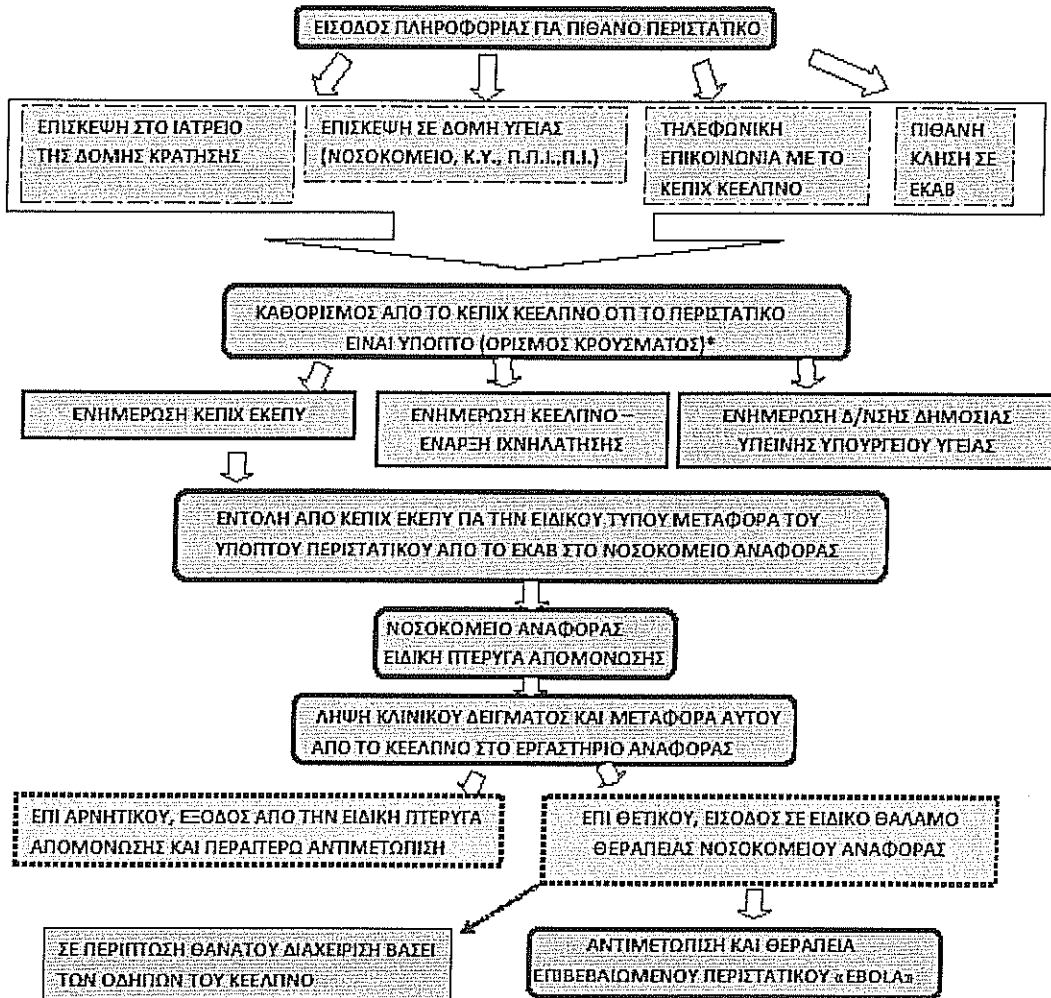 ΕΙΣΟΔΟΣ ΠΛΗΡΟΦΟΡΙΑΣ ΓΙΑ ΠΙΘΑΝΟ ΠΕΡΙΣΤΑΤΙΚΟ
ΕΠΙΣΚΕΨΗ ΣΤΟ ΙΑΤΡΕΙΟ
ΤΗΣ ΔΟΜΗΣ ΚΡΑΤΗΣΗΣ
ΕΠΙΣΚΕΨΗ ΣΕ ΔΟΜΗ ΥΓΕΙΑΣ
(ΝΟΣΟΚΟΜΕΙΟ, Κ.Υ., Π.Π.Ι.,Π.Ι.)
ΤΗΛΕΦΩΝΙΚΗ
ΕΠΙΚΟΙΝΩΝΙΑ ΜΕ ΤΟ
ΚΕΠΙΧ ΚΕΕΛΠΝΟ
ΠΙΘΑΝΗ
ΚΛΗΣΗ ΣΕ
ΕΚΑΒ
ΚΑΘΟΡΙΣΜΟΣ ΑΠΟ ΤΟ ΚΕΠΙΧ ΚΕΕΛΠΝΟ ΟΤΙ ΤΟ ΠΕΡΙΣΤΑΤΙΚΟ
ΕΙΝΑΙ ΥΠΟΠΤΟ (ΟΡΙΣΜΟΣ ΚΡΟΥΣΜΑΤΟΣ)*
ΕΝΗΜΕΡΩΣΗ ΚΕΠΙΧ ΕΚΕΠΥ
ΕΝΗΜΕΡΩΣΗ ΚΕΕΛΠΝΟ –
ΕΝΑΡΞΗ ΙΧΝΗΛΑΤΗΣΗΣ
ΕΝΗΜΕΡΩΣΗ Δ/ΝΣΗΣ ΔΗΜΟΣΙΑΣ
ΥΓΕΙΝΗΣ ΥΠΟΥΡΓΕΙΟΥ ΥΓΕΙΑΣ
ΕΝΤΟΛΗ ΑΠΟ ΚΕΠΙΧ ΕΚΕΠΥ ΓΙΑ ΤΗΝ ΕΙΔΙΚΟΥ ΤΥΠΟΥ ΜΕΤΑΦΟΡΑ ΤΟΥ
ΥΠΟΠΤΟΥ ΠΕΡΙΣΤΑΤΙΚΟΥ ΑΠΟ ΤΟ ΕΚΑΒ ΣΤΟ ΝΟΣΟΚΟΜΕΙΟ ΑΝΑΦΟΡΑΣ
ΝΟΣΟΚΟΜΕΙΟ ΑΝΑΦΟΡΑΣ
ΕΙΔΙΚΗ ΠΤΕΡΥΓΑ ΑΠΟΜΟΝΩΣΗΣ
ΛΗΨΗ ΚΛΙΝΙΚΟΥ ΔΕΙΓΜΑΤΟΣ ΚΑΙ ΜΕΤΑΦΟΡΑ ΑΥΤΟΥ
ΑΠΟ ΤΟ ΚΕΕΛΠΝΟ ΣΤΟ ΕΡΓΑΣΤΗΡΙΟ ΑΝΑΦΟΡΑΣ
ΕΠΙ ΑΡΝΗΤΙΚΟΥ, ΕΞΟΔΟΣ ΑΠΟ ΤΗΝ ΕΙΔΙΚΗ ΠΤΕΡΥΓΑ
ΑΠΟΜΟΝΩΣΗΣ ΚΑΙ ΠΕΡΑΙΤΕΡΩ ΑΝΤΙΜΕΤΩΠΙΣΗ
ΕΠΙ ΘΕΤΙΚΟΥ, ΕΙΣΟΔΟΣ ΣΕ ΕΙΔΙΚΟ ΘΑΛΑΜΟ
ΘΕΡΑΠΕΙΑΣ ΝΟΣΟΚΟΜΕΙΟΥ ΑΝΑΦΟΡΑΣ
ΣΕ ΠΕΡΙΠΤΩΣΗ ΘΑΝΑΤΟΥ ΔΙΑΧΕΙΡΙΣΗ ΒΑΣΕΙ
ΤΩΝ ΟΔΗΓΙΩΝ ΤΟΥ ΚΕΕΛΠΝΟ
ΑΝΤΙΜΕΤΩΠΙΣΗ ΚΑΙ ΘΕΡΑΠΕΙΑ
ΕΠΙΒΕΒΑΙΩΜΕΝΟΥ ΠΕΡΙΣΤΑΤΙΚΟΥ «EBOLA»